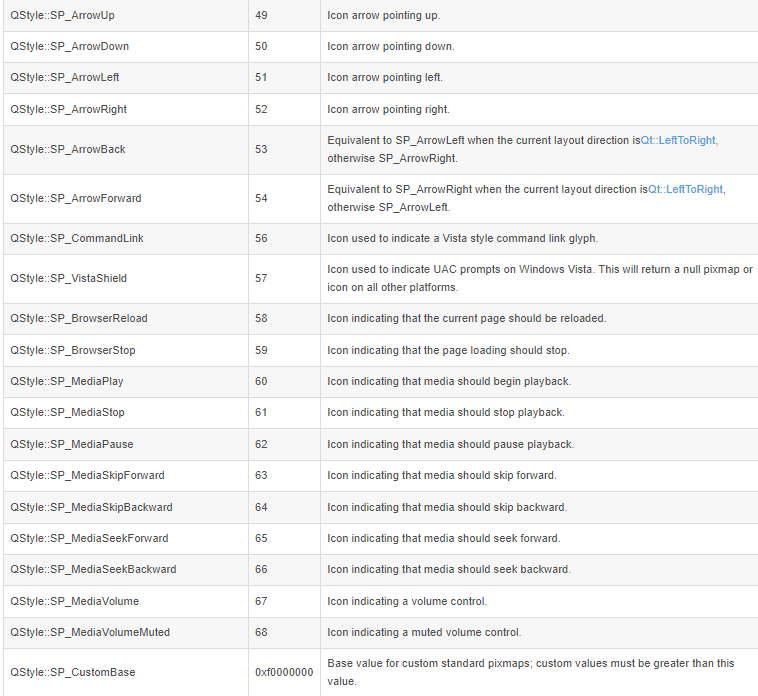 QStyle::SP_ArrowUp 49 Icon arrow pointing up.
QStyle::SP_ArrowDown 50 Icon arrow pointing down.
QStyle::SP_ArrowLeft 51 Icon arrow pointing left.
QStyle::SP_ArrowRight 52 Icon arrow pointing right.
QStyle::SP_ArrowBack 53 Equivalent to SP_ArrowLeft when the current layout direction isQt::LeftToRight,
otherwise SP_ArrowRight.
QStyle::SP_ArrowForward 54 Equivalent to SP_ArrowRight when the current layout direction isQt::LeftToRight,
otherwise SP_ArrowLeft.
QStyle::SP_CommandLink 56 Icon used to indicate a Vista style command link glyph.
QStyle::SP_VistaShield 57 Icon used to indicate UAC prompts on Windows Vista. This will return a null pixmap or
icon on all other platforms.
QStyle::SP_BrowserReload 58 Icon indicating that the current page should be reloaded.
QStyle::SP_BrowserStop 59 Icon indicating that the page loading should stop.
QStyle::SP_MediaPlay 60 Icon indicating that media should begin playback.
QStyle::SP_MediaStop 61 Icon indicating that media should stop playback.
QStyle::SP_MediaPause 62 Icon indicating that media should pause playback.
QStyle::SP_MediaSkipForward 63 Icon indicating that media should skip forward.
QStyle::SP_MediaSkipBackward 64 Icon indicating that media should skip backward.
QStyle::SP_MediaSeekForward 65 Icon indicating that media should seek forward.
QStyle::SP_MediaSeekBackward 66 Icon indicating that media should seek backward.
QStyle::SP_MediaVolume 67 Icon indicating a volume control.
QStyle::SP_MediaVolumeMuted 68 Icon indicating a muted volume control.
QStyle::SP_CustomBase 0xf0000000 Base value for custom standard pixmaps; custom values must be greater than this
value.